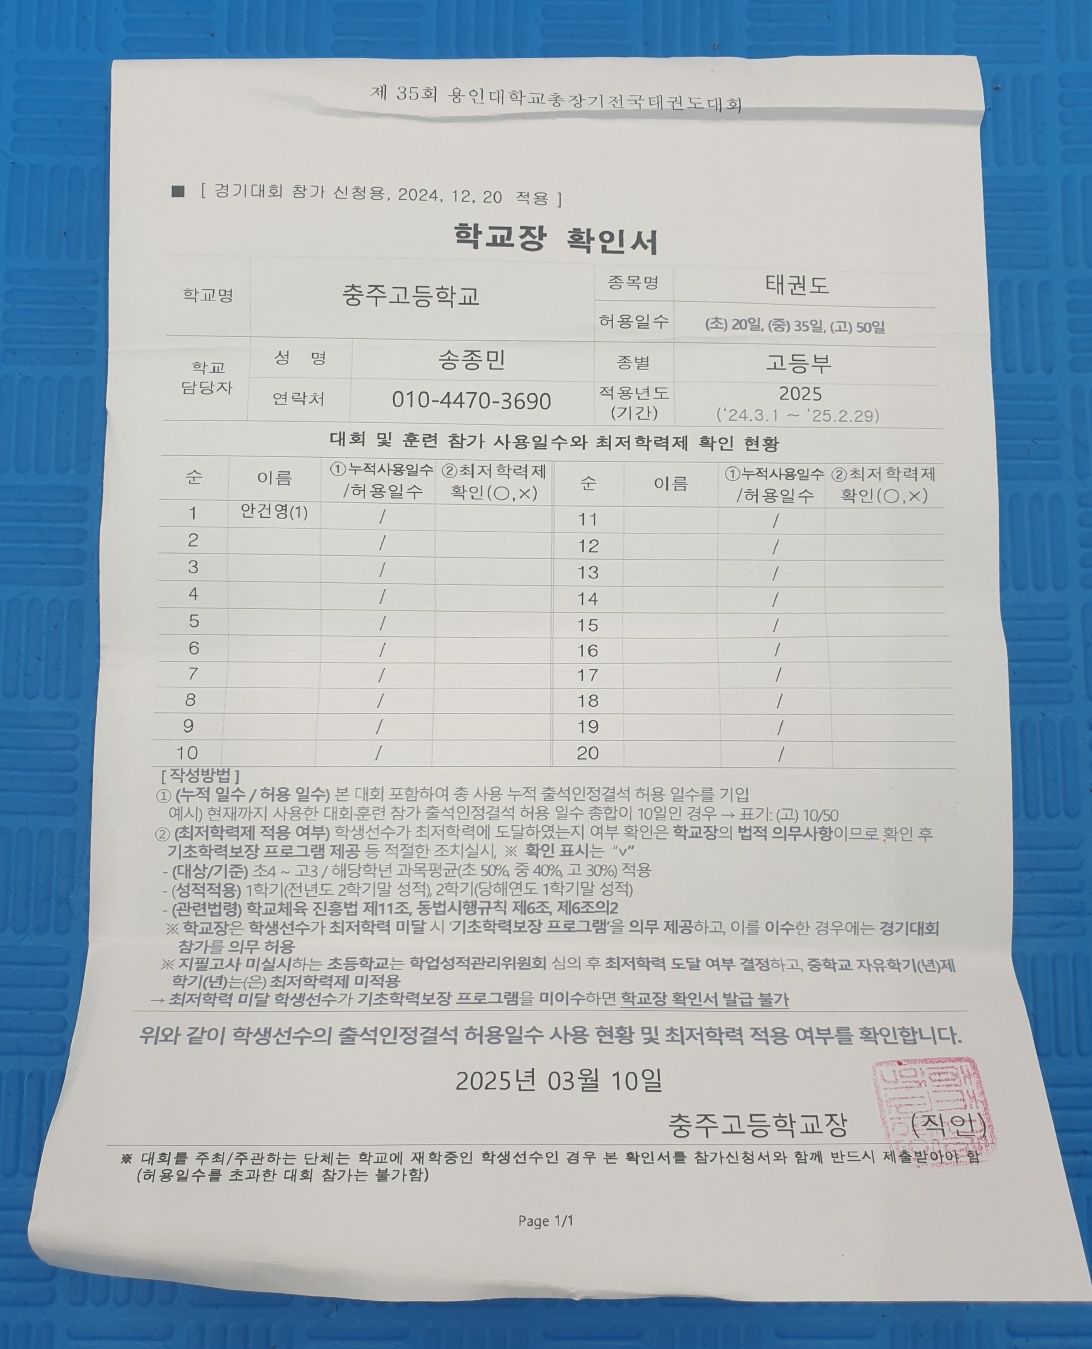 제 35회 용인대학교총장기전국태권도대회
■ [ 경기대회 참가 신청용, 2024, 12, 20 적용 ]
학교장 확인서
학교명 충주고등학교 종목명 태권도
허용일수 (초) 20일, (중) 35일, (고) 50일
학교 담당자 성 명 송종민 종별 고등부
연락처 010-4470-3690 적용년도 (기간) 2025 (‘24.3.1 ~ ‘25.2.29)
대회 및 훈련 참가 사용일수와 최저학력제 확인 현황
순 이름 ①누적사용일수 /허용일수 ②최저학력제 확인(○,×) 순 이름 ①누적사용일수 /허용일수 ②최저학력제 확인(○,×)
1 안건영(1) / 11 /
2 / 12 /
3 / 13 /
4 / 14 /
5 / 15 /
6 / 16 /
7 / 17 /
8 / 18 /
9 / 19 /
10 / 20 /
[ 작성방법 ]
① (누적 일수 / 허용 일수) 본 대회 포함하여 총 사용 누적 출석인정결석 허용 일수를 기입
예시) 현재까지 사용한 대회·훈련 참가 출석인정결석 허용 일수 총합이 10일인 경우 → 표기: (고) 10/50
② (최저학력제 적용 여부) 학생선수가 최저학력에 도달하였는지 여부 확인은 학교장의 법적 의무사항이므로 확인 후
기초학력보장 프로그램 제공 등 적절한 조치실시, ※ 확인 표시는 “v”
- (대상/기준) 초4 ~ 고3 / 해당학년 과목평균(초 50%, 중 40%, 고 30%) 적용
- (성적적용) 1학기(전년도 2학기말 성적), 2학기(당해연도 1학기말 성적)
- (관련법령) 학교체육 진흥법 제11조, 동법시행규칙 제6조, 제6조의2
※ 학교장은 학생선수가 최저학력 미달 시 ‘기초학력보장 프로그램’을 의무 제공하고, 이를 이수한 경우에는 경기대회
참가를 의무 허용
※ 지필고사 미실시하는 초등학교는 학업성적관리위원회 심의 후 최저학력 도달 여부 결정하고, 중학교 자유학기(년)제
학기(년)는(은) 최저학력제 미적용
→ 최저학력 미달 학생선수가 기초학력보장 프로그램을 미이수하면 학교장 확인서 발급 불가
위와 같이 학생선수의 출석인정결석 허용일수 사용 현황 및 최저학력 적용 여부를 확인합니다.
2025년 03월 10일
충주고등학교장 (직인)
※ 대회를 주최/주관하는 단체는 학교에 재학중인 학생선수인 경우 본 확인서를 참가신청서와 함께 반드시 제출받아야 함
(허용일수를 초과한 대회 참가는 불가함)
Page 1/1